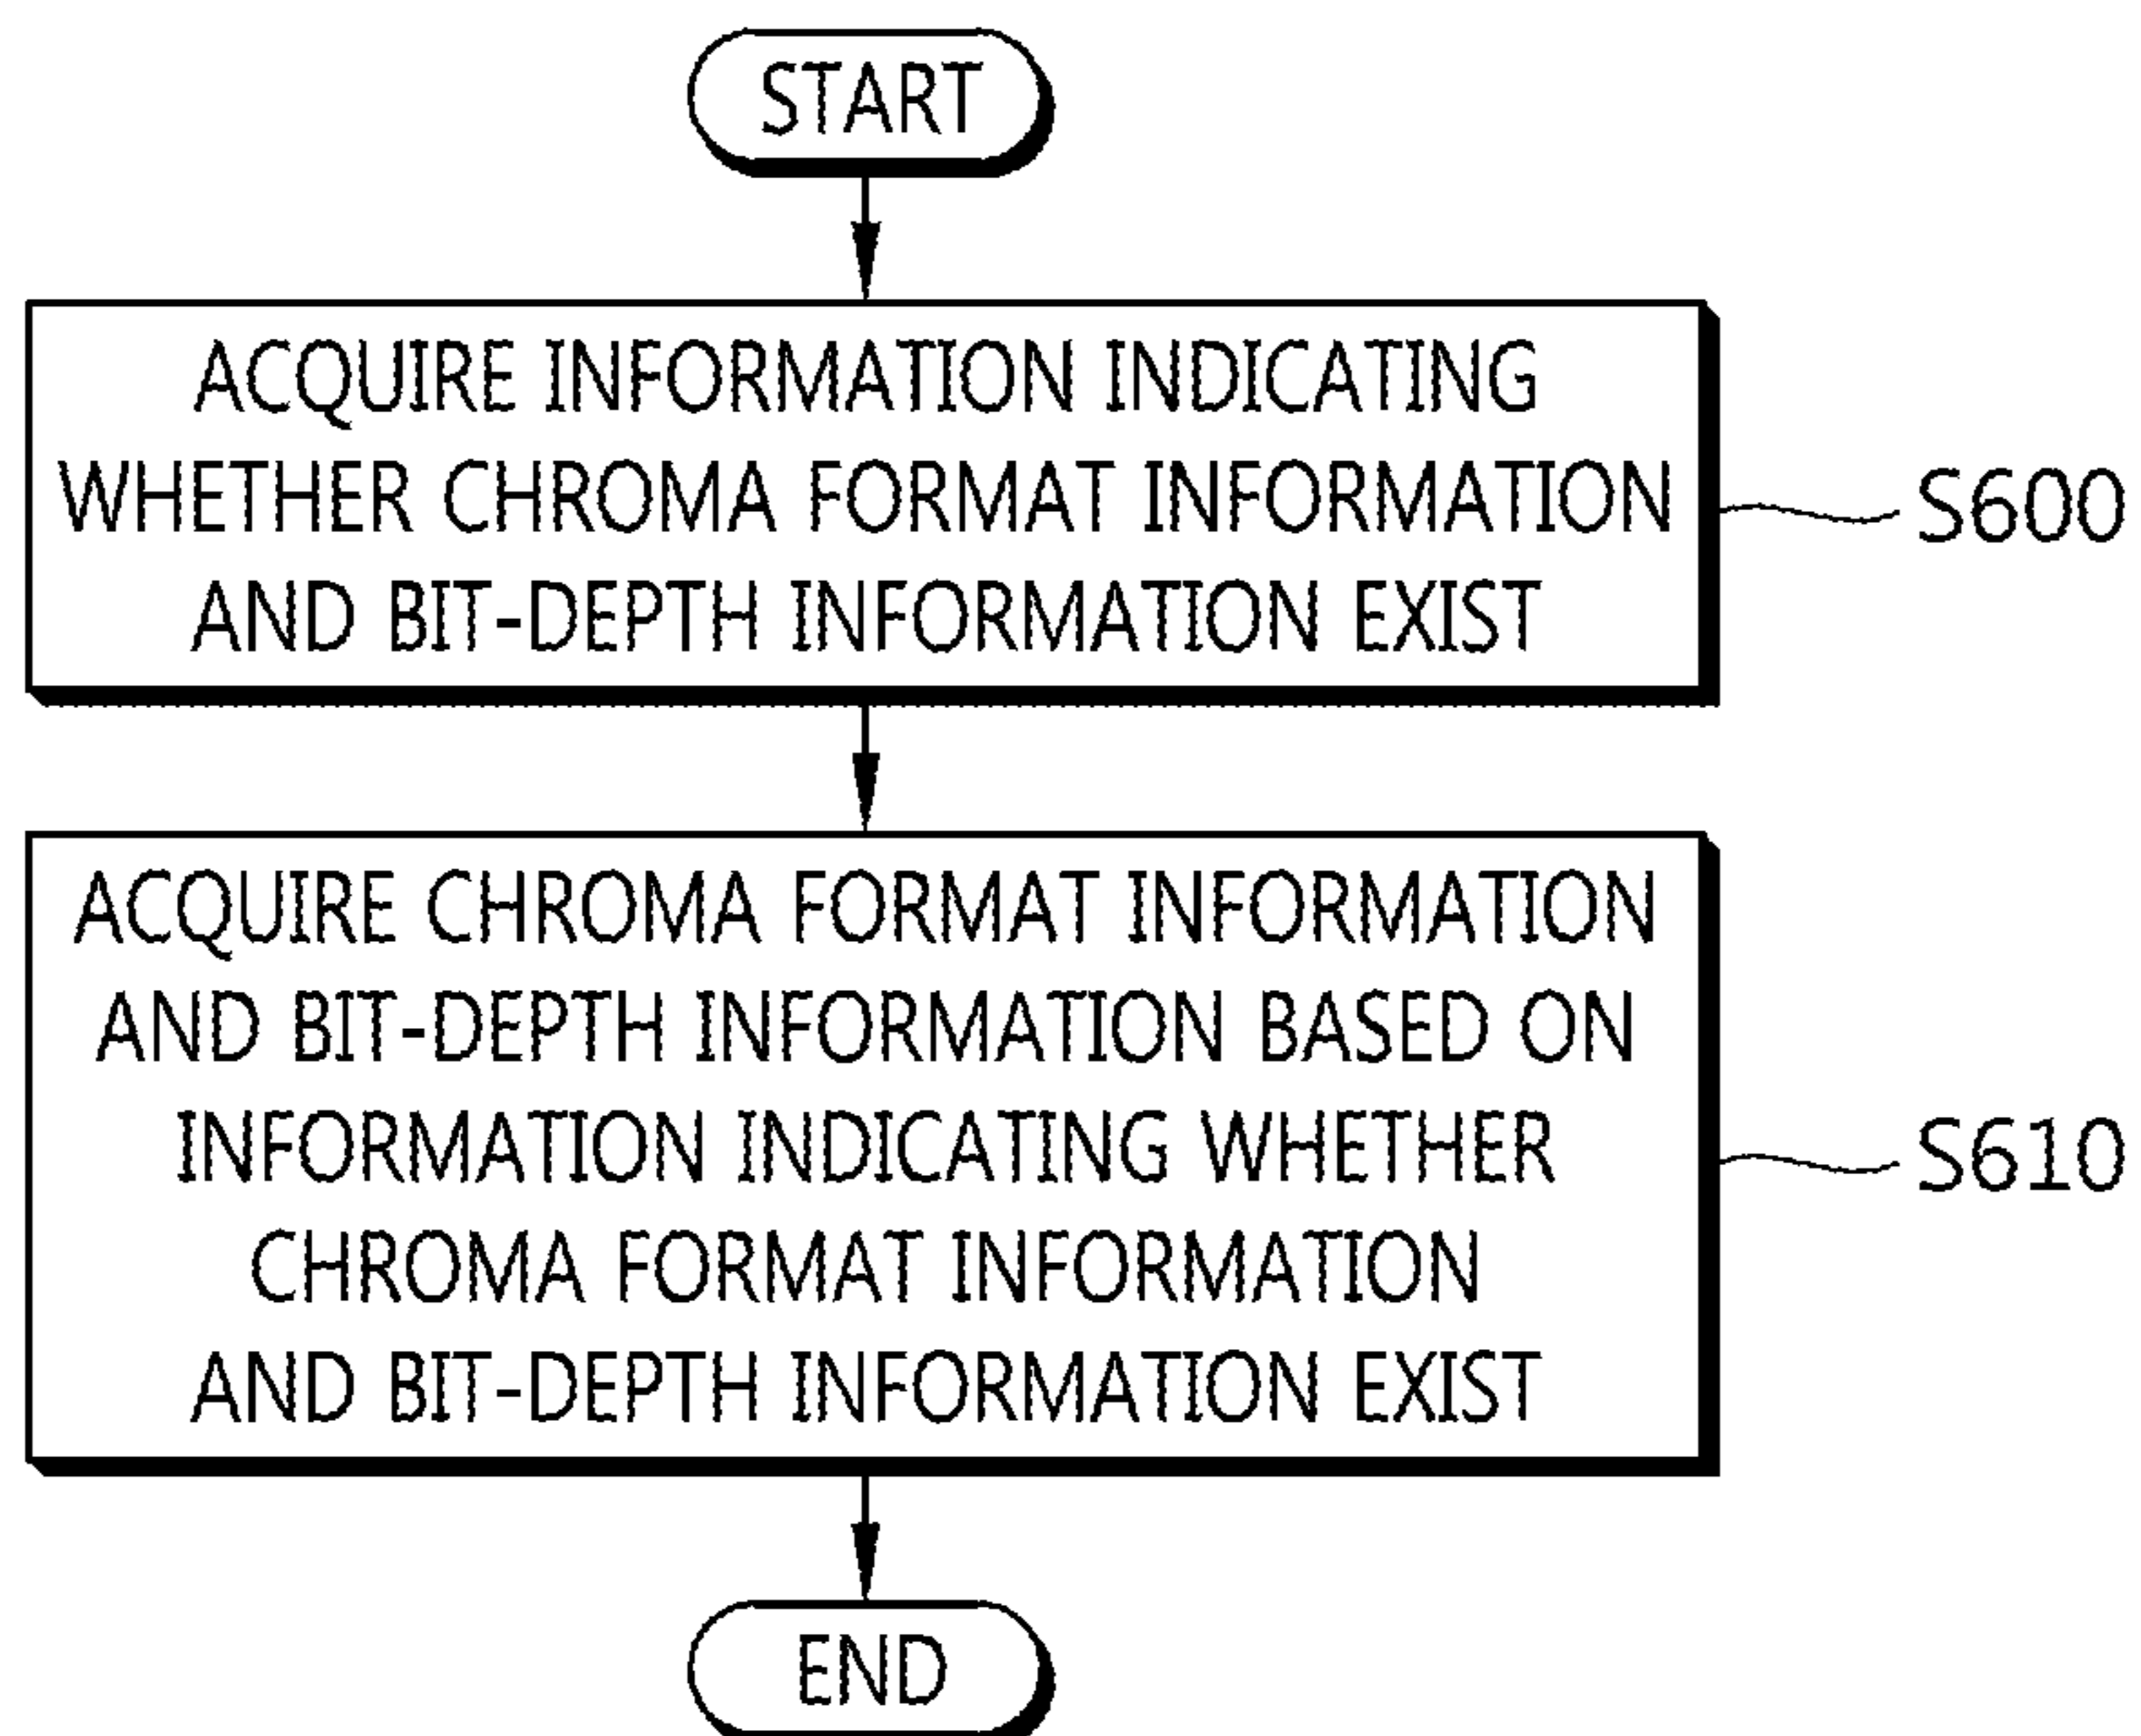 START
ACQUIRE INFORMATION INDICATING
WHETHER CHROMA FORMAT INFORMATION
AND BIT-DEPTH INFORMATION EXIST
S600
ACQUIRE CHROMA FORMAT INFORMATION
AND BIT-DEPTH INFORMATION BASED ON
INFORMATION INDICATING WHETHER
CHROMA FORMAT INFORMATION
AND BIT-DEPTH INFORMATION EXIST
S610
END